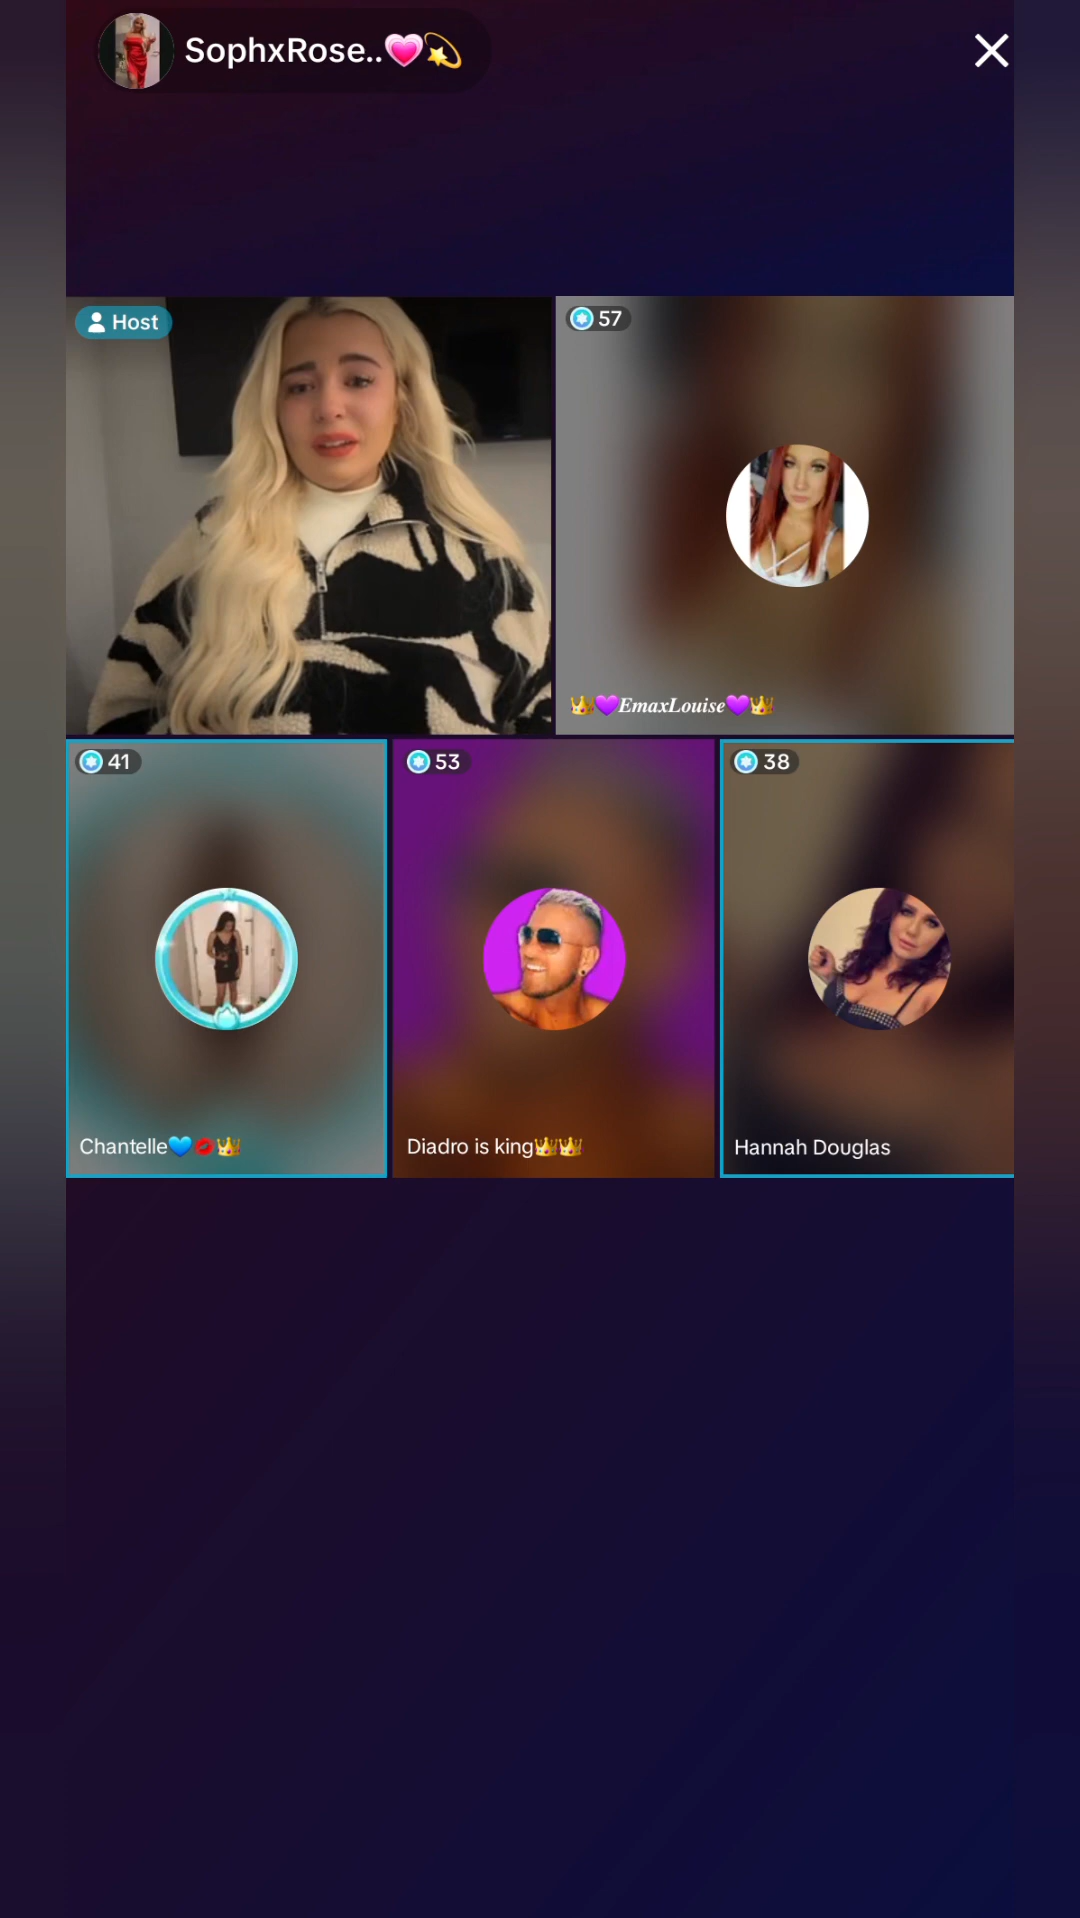 SophxRose..💗💫
Host
57
👑💜EmaxLouise💜👑
41
53
38
Chantelle💙💋👑
Diadro is king👑👑
Hannah Douglas